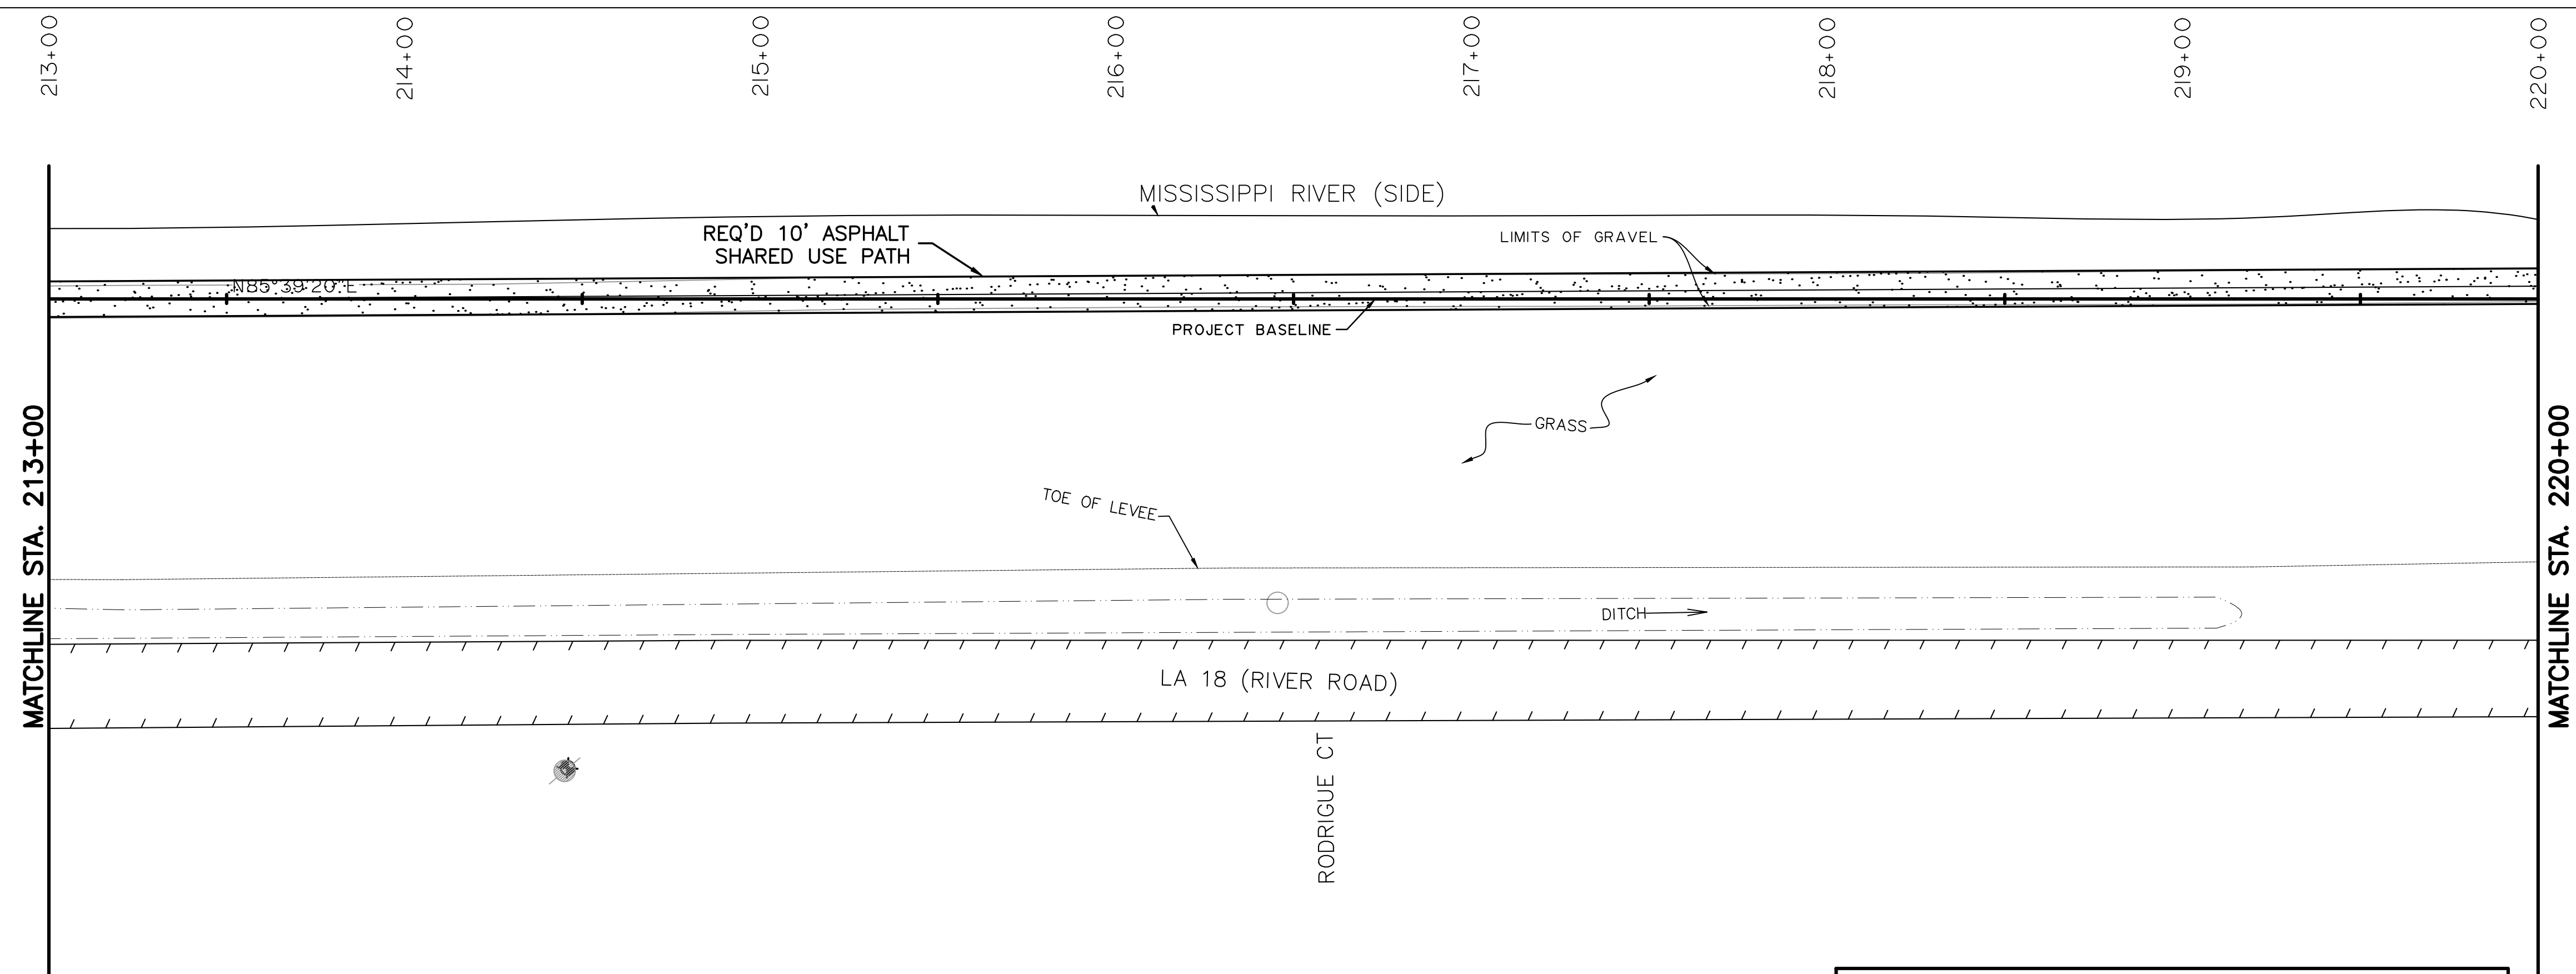 213+00
214+00
215+00
216+00
217+00
218+00
219+00
220+00
MISSISSIPPI RIVER (SIDE)
REQ'D 10' ASPHALT
SHARED USE PATH
LIMITS OF GRAVEL
N85°39'20"E
PROJECT BASELINE
GRASS
TOE OF LEVEE
DITCH
LA 18 (RIVER ROAD)
RODRIGUE CT
MATCHLINE STA. 213+00
MATCHLINE STA. 220+00